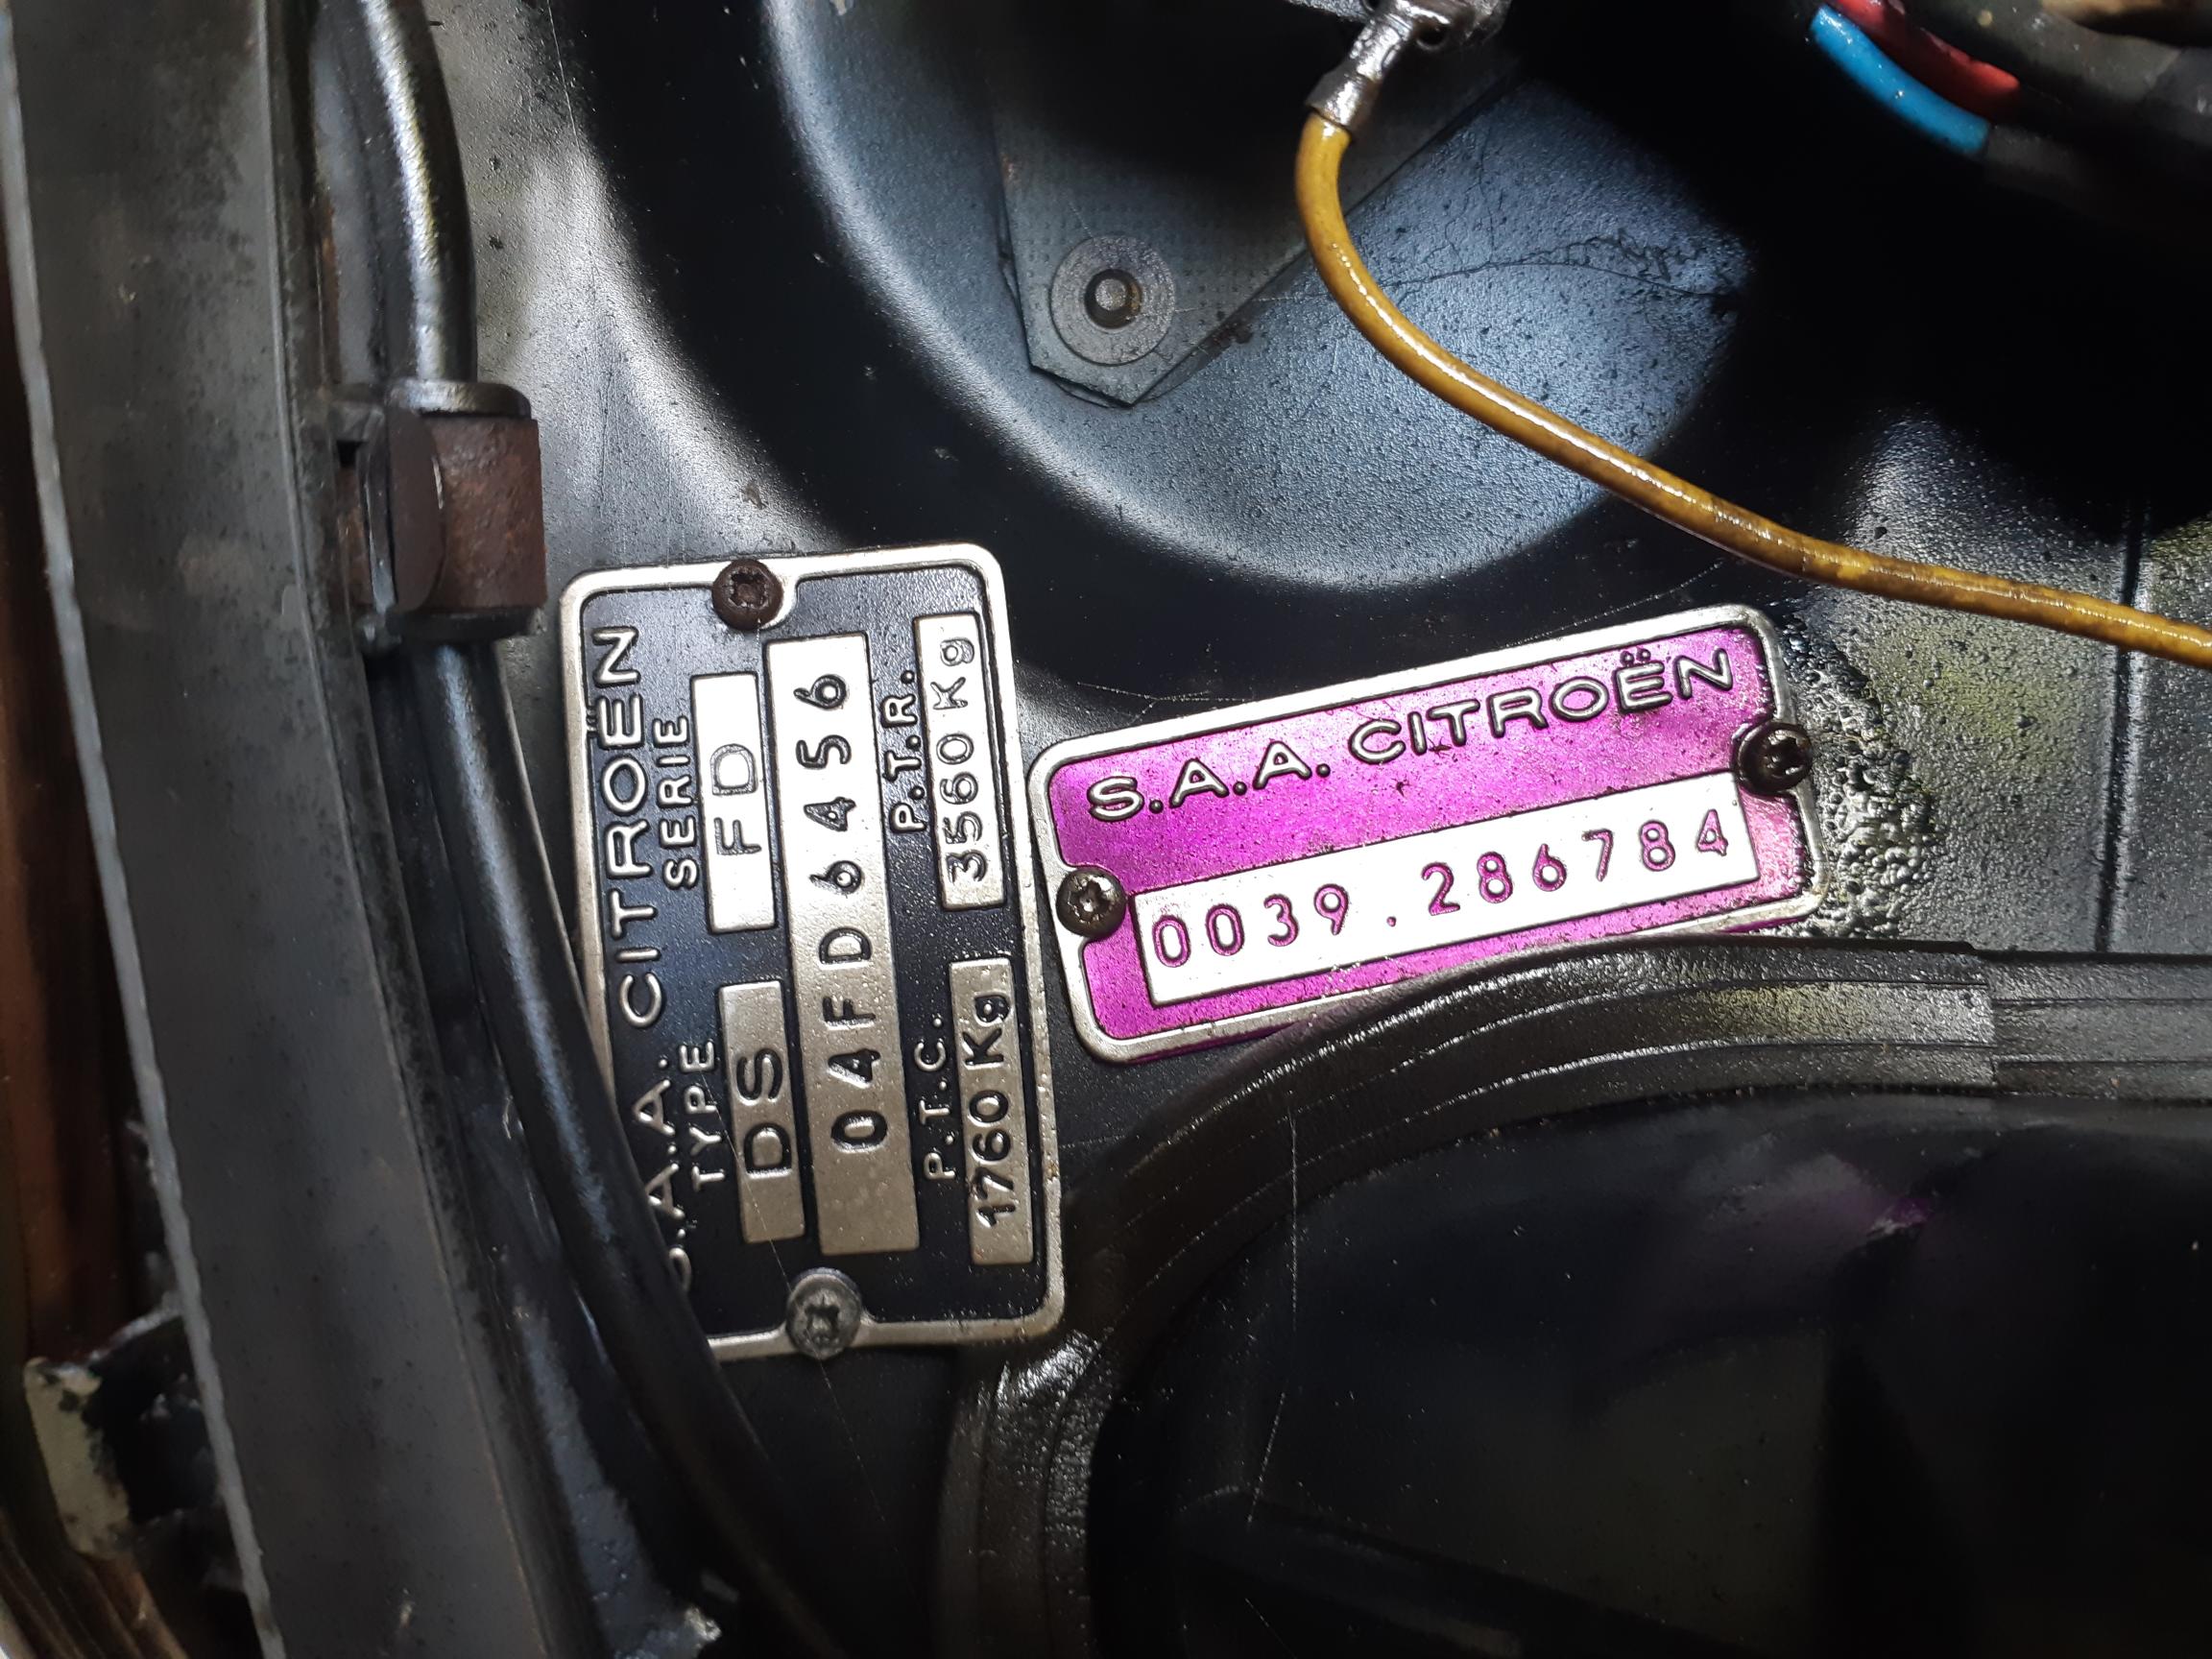 S.A.A. CITROËN
TYPE SERIE
DS FD
04FD6456
P.T.C. P.T.R.
1760 Kg 3560 Kg
S.A.A. CITROËN
0039.286784